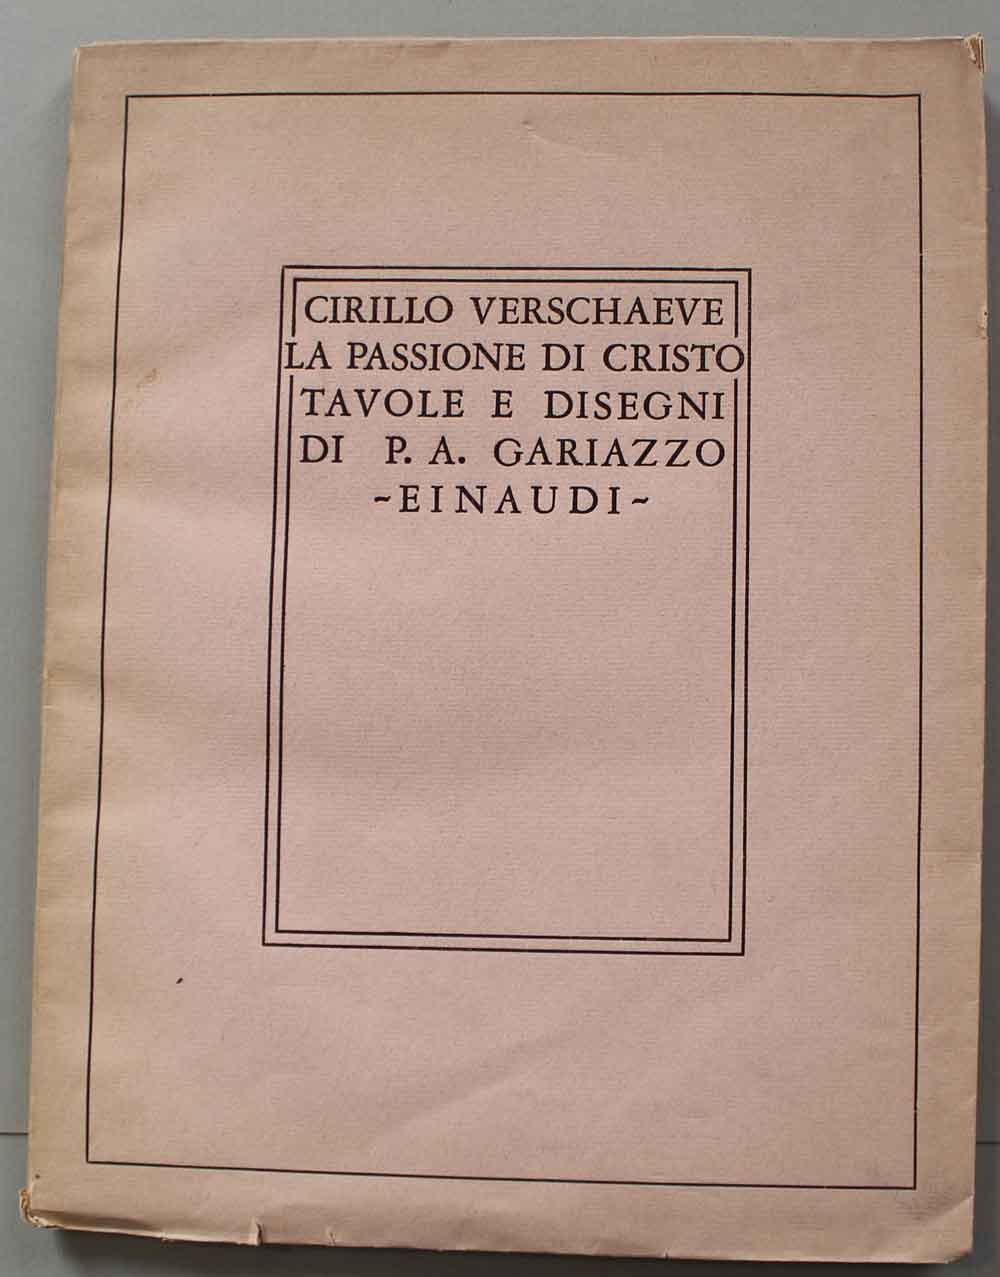 CIRILLO VERSCHAEVE
LA PASSIONE DI CRISTO
TAVOLE E DISEGNI
DI P. A. GARIAZZO
~EINAUDI~